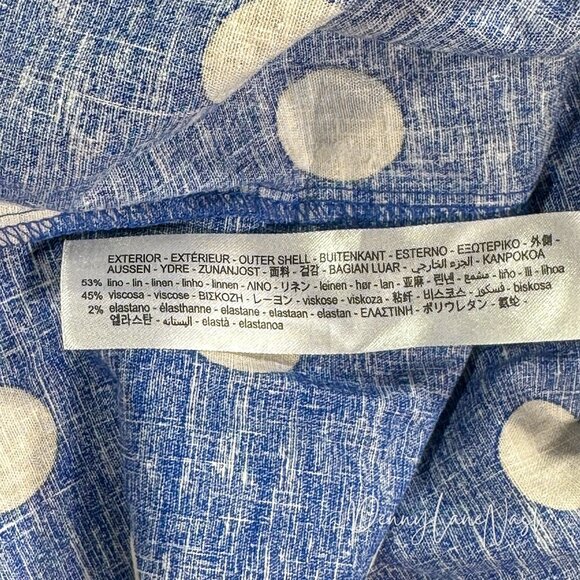 EXTERIOR - EXTÉRIEUR - OUTER SHELL - BUITENKANT - ESTERNO - ΕΞΩΤΕΡΙΚΟ - 外側 -
AUSSEN - YDRE - ZUNANJOST - 面料 - 겉감 - BAGIAN LUAR - الجزء الخارجي - KANPOKOA
53% lino - lin - linen - linho - linnen - ΛΙΝΟ - リネン - leinen - hør - lan - 亚麻 - 린넨 - liño - lli - lihoa
45% viscosa - viscose - ΒΙΣΚΟΖΗ - レーヨン - viskose - viskoza - 粘纤 - 비스코스 - فسكوز - biskosa
2% elastano - élasthanne - elastane - elastaan - elastan - ΕΛΑΣΤΙΝΗ - ポリウレタン - 氨纶 -
엘라스탄 - اليستانه - elastà - elastanoa
DennyLaneNash